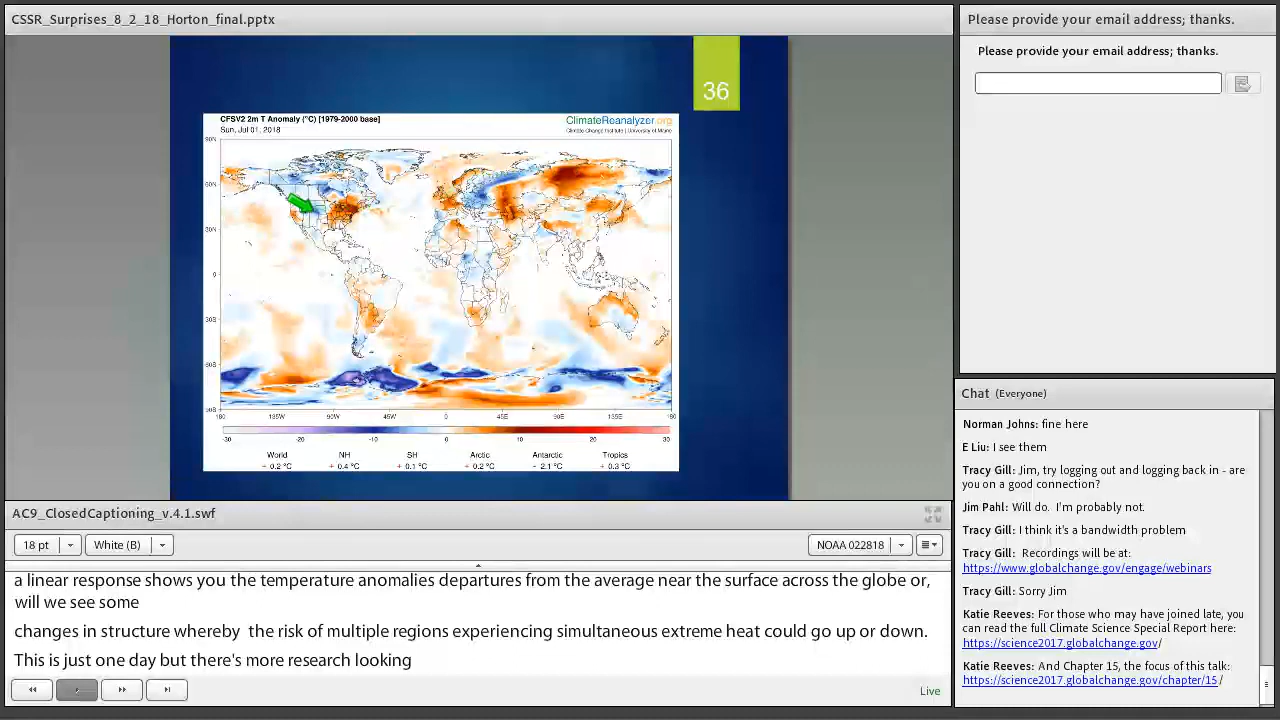 CSSR_Surprises_8_2_18_Horton_final.pptx
36
CFSV2 2m T Anomaly (°C) [1979-2000 base]
Sun, Jul 01, 2018
ClimateReanalyzer.org
Climate Change Institute | University of Maine
90N
60N
30N
0
30S
60S
90S
180 135W 90W 45W 0 45E 90E 135E 180
-30 -20 -10 0 10 20 30
World NH SH Arctic Antarctic Tropics
+ 0.2 °C + 0.4 °C + 0.1 °C + 0.2 °C - 2.1 °C + 0.3 °C
AC9_ClosedCaptioning_v.4.1.swf
18 pt
White (B)
NOAA 022818
a linear response shows you the temperature anomalies departures from the average near the surface across the globe or,
will we see some
changes in structure whereby the risk of multiple regions experiencing simultaneous extreme heat could go up or down.
This is just one day but there's more research looking
Live
Please provide your email address; thanks.
Please provide your email address; thanks.
Chat (Everyone)
Norman Johns: fine here
E Liu: I see them
Tracy Gill: Jim, try logging out and logging back in - are
you on a good connection?
Jim Pahl: Will do. I'm probably not.
Tracy Gill: I think it's a bandwidth problem
Tracy Gill: Recordings will be at:
https://www.globalchange.gov/engage/webinars
Tracy Gill: Sorry Jim
Katie Reeves: For those who may have joined late, you
can read the full Climate Science Special Report here:
https://science2017.globalchange.gov/
Katie Reeves: And Chapter 15, the focus of this talk:
https://science2017.globalchange.gov/chapter/15/